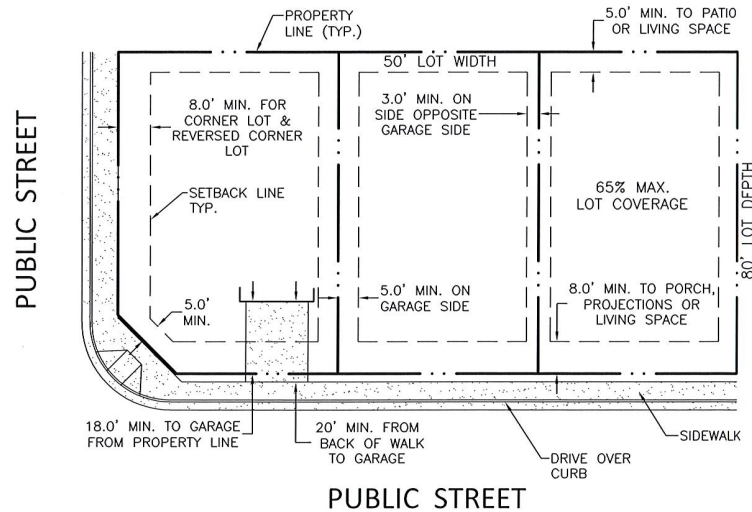 PROPERTY
LINE (TYP.)
5.0' MIN. TO PATIO
OR LIVING SPACE
50' LOT WIDTH
8.0' MIN. FOR
CORNER LOT &
REVERSED CORNER
LOT
3.0' MIN. ON
SIDE OPPOSITE
GARAGE SIDE
PUBLIC STREET
SETBACK LINE
TYP.
65% MAX.
LOT COVERAGE
80' LOT DEPTH
5.0'
MIN.
5.0' MIN. ON
GARAGE SIDE
8.0' MIN. TO PORCH,
PROJECTIONS OR
LIVING SPACE
18.0' MIN. TO GARAGE
FROM PROPERTY LINE
20' MIN. FROM
BACK OF WALK
TO GARAGE
SIDEWALK
DRIVE OVER
CURB
PUBLIC STREET